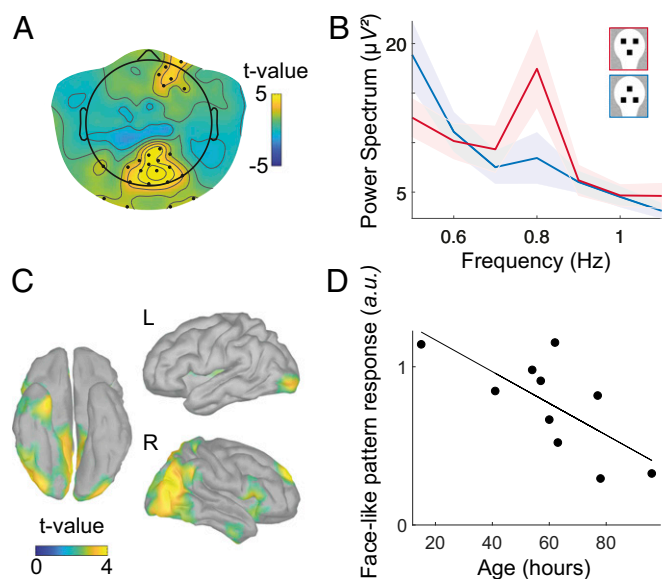 A
t-value
5
-5
B
Power Spectrum (µV²)
20
5
0.6
0.8
1
Frequency (Hz)
C
L
R
t-value
0
4
D
Face-like pattern response (a.u.)
1
0
20
40
60
80
Age (hours)